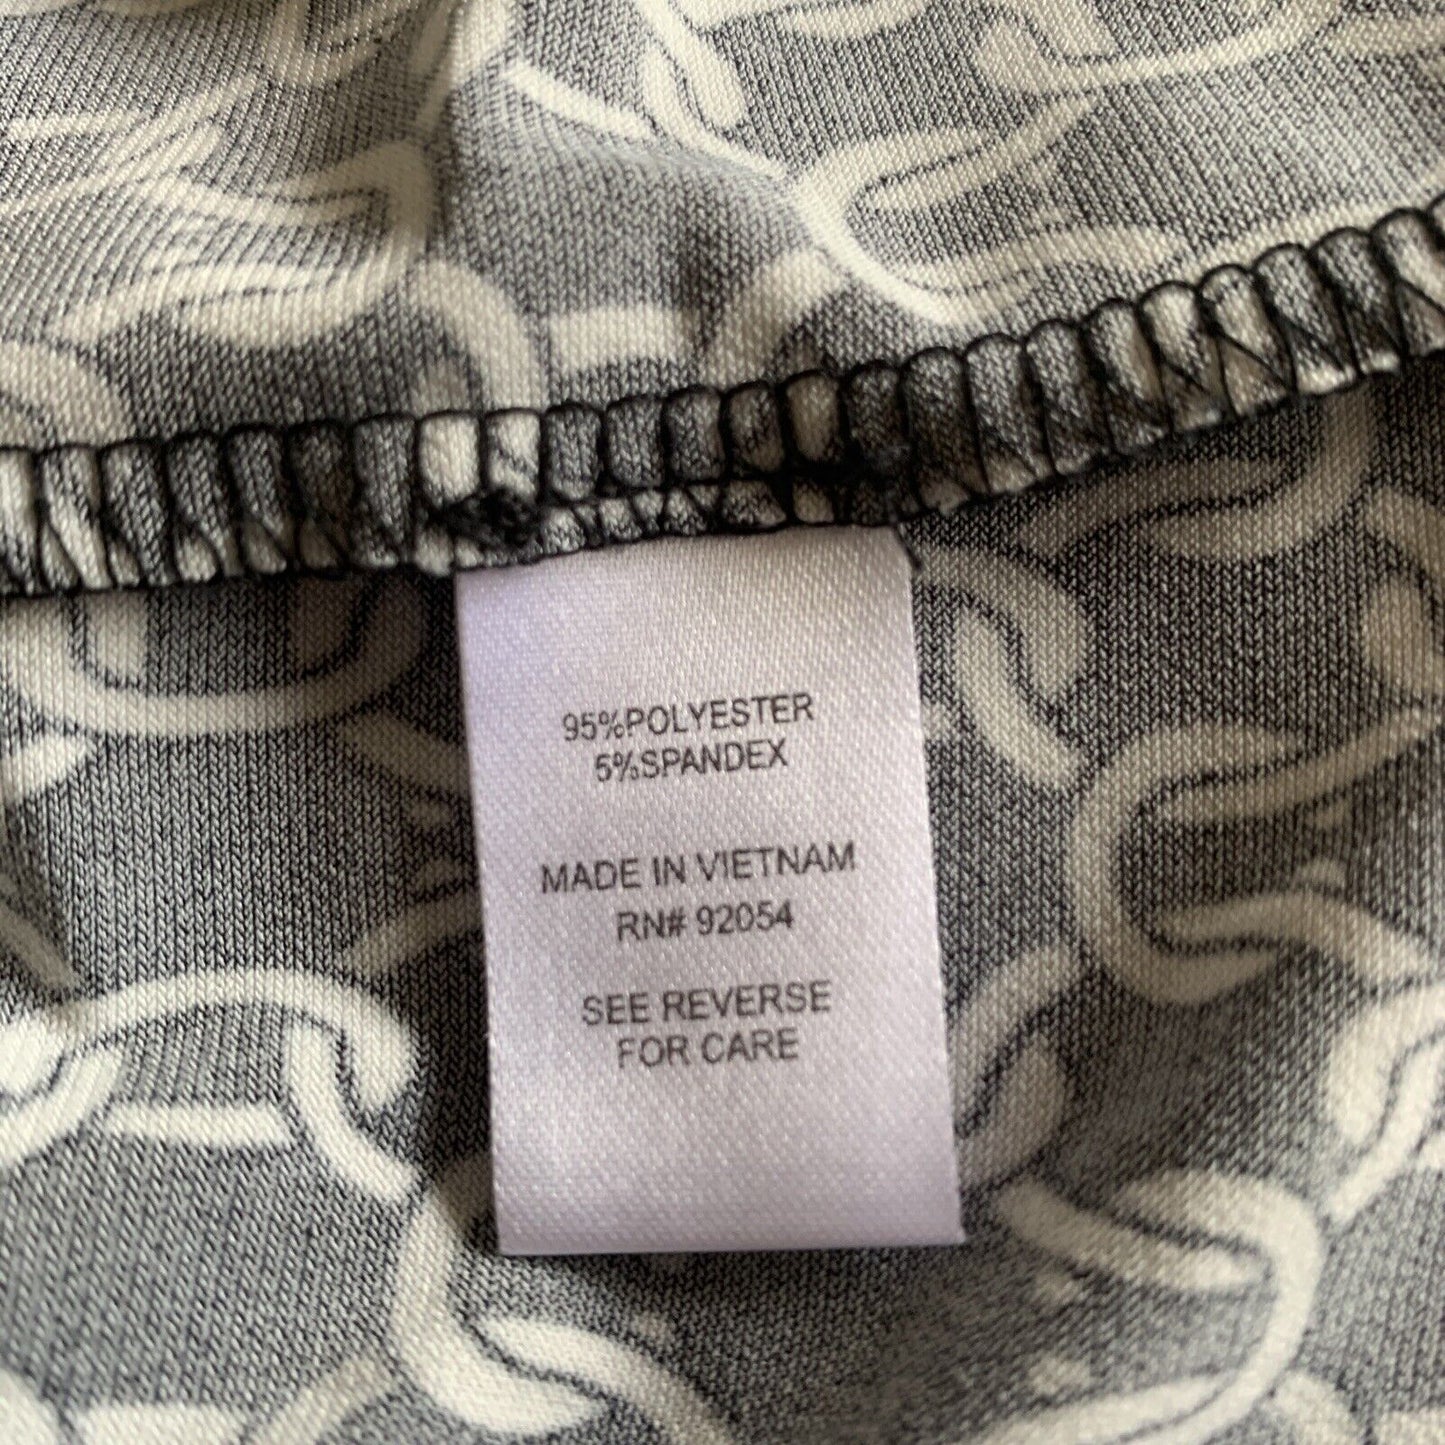 95%POLYESTER
5%SPANDEX
MADE IN VIETNAM
RN# 92054
SEE REVERSE
FOR CARE